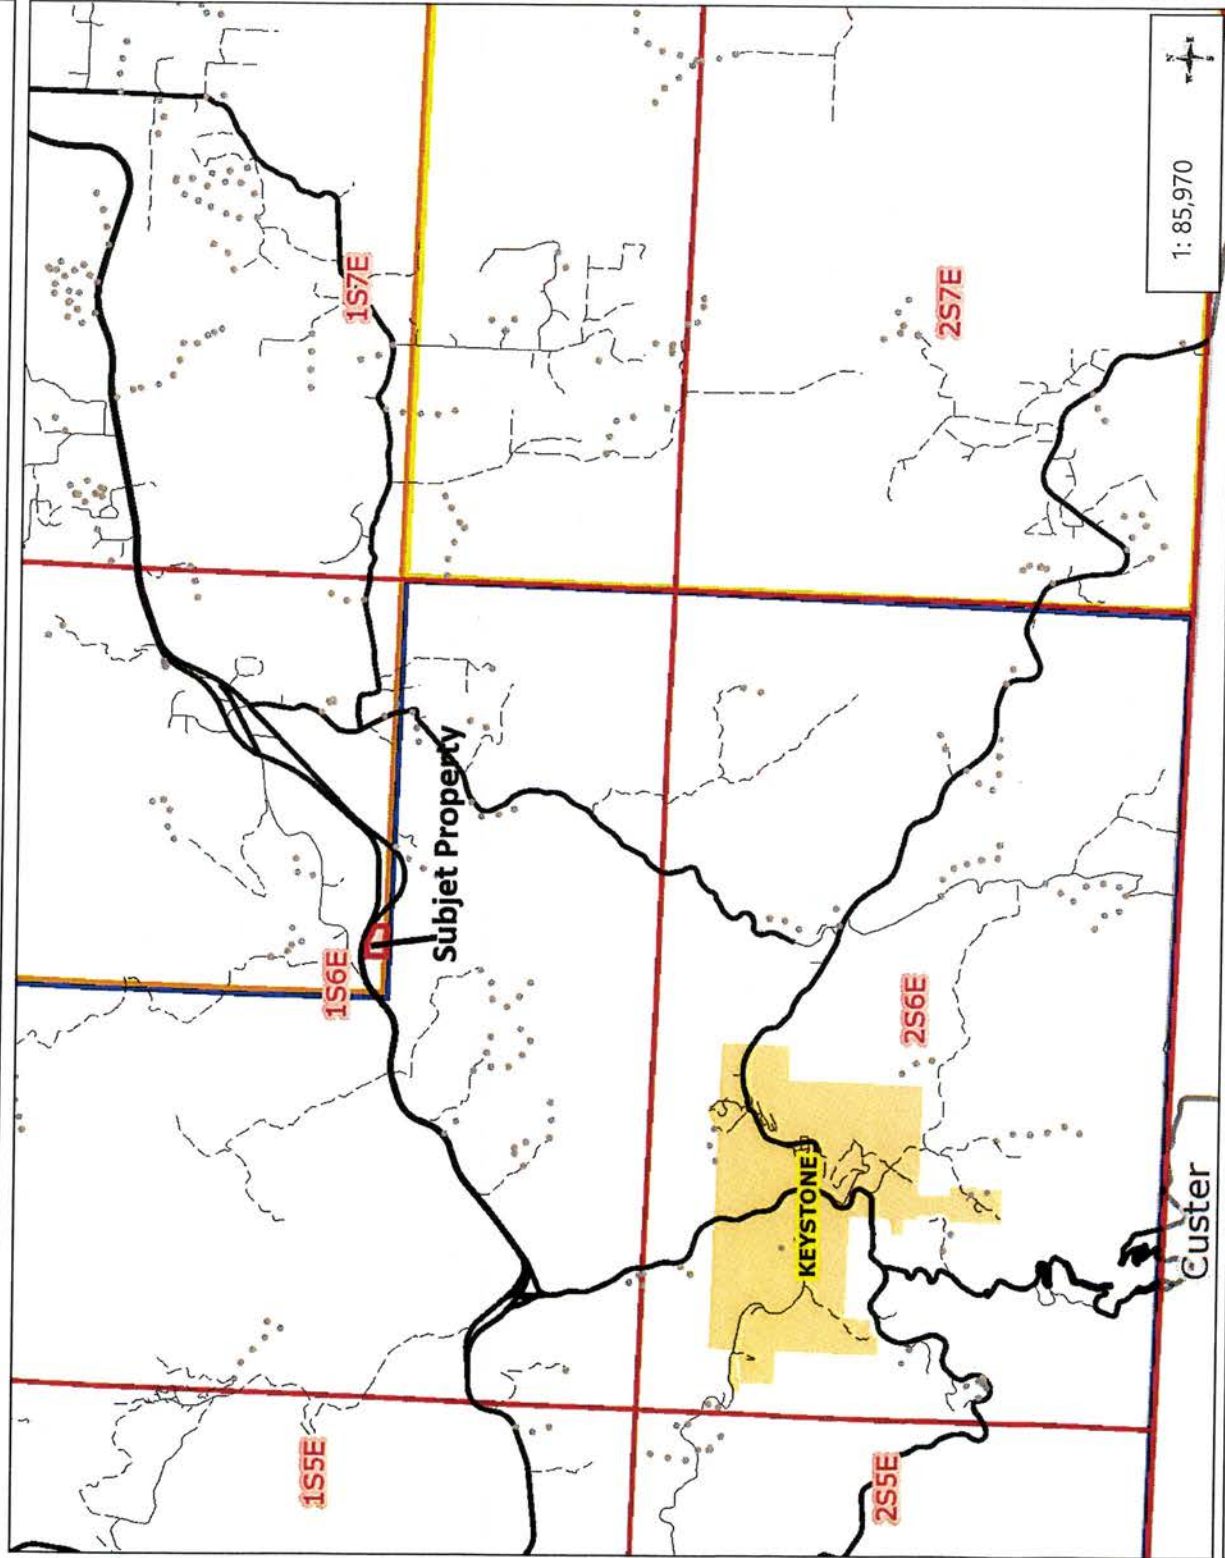 1S7E
1S6E
Subjet Property
1S5E
2S7E
2S6E
KEYSTONE
2S5E
Custer
1: 85,970
N
W
E
S